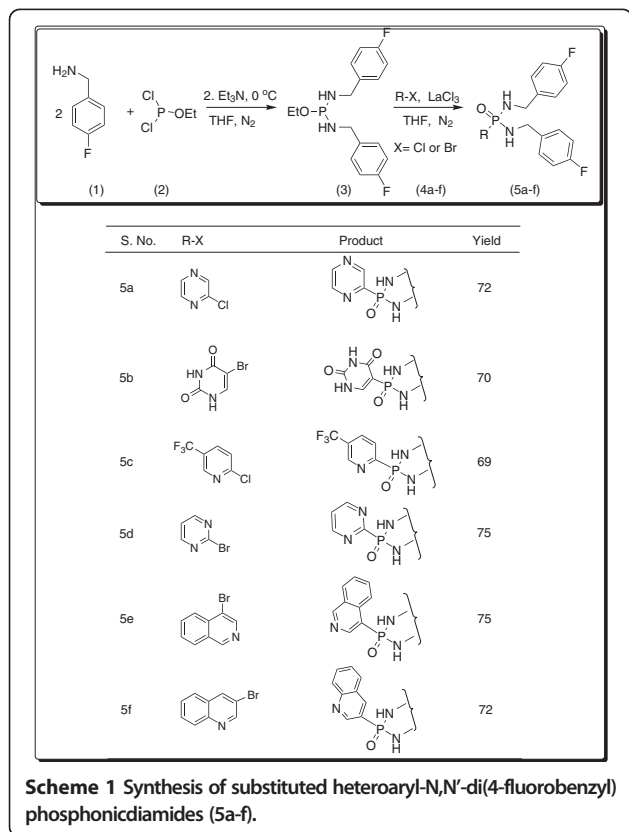 H2N
2
F
(1)
+
Cl
P OEt
Cl
(2)
2. Et3N, 0 °C
THF, N2
F
HN
EtO P
HN
F
(3)
R-X, LaCl3
THF, N2
X= Cl or Br
(4a-f)
F
O NH
P
R NH
F
(5a-f)
S. No. R-X Product Yield
5a N N Cl N N P HN O N H 72
5b O HN Br O N H H N O O HN P HN O N H 70
5c F3C N Cl F3C N P HN O N H 69
5d N N Br N N P HN O N H 75
5e Br N N P HN O N H 75
5f Br N N P HN O N H 72
Scheme 1 Synthesis of substituted heteroaryl-N,N′-di(4-fluorobenzyl)
phosphonicdiamides (5a-f).